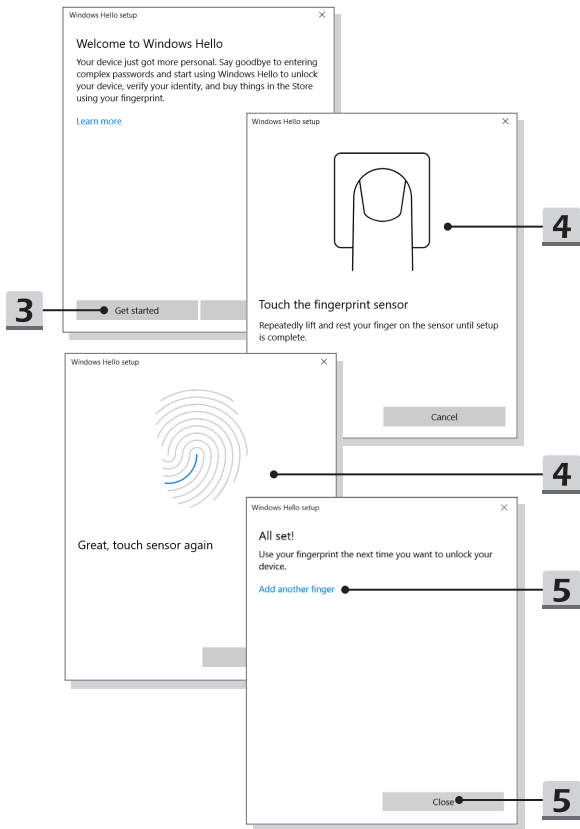 Windows Hello setup
Welcome to Windows Hello
Your device just got more personal. Say goodbye to entering
complex passwords and start using Windows Hello to unlock
your device, verify your identity, and buy things in the Store
using your fingerprint.
Learn more
3
Get started
Windows Hello setup
4
Touch the fingerprint sensor
Repeatedly lift and rest your finger on the sensor until setup
is complete.
Cancel
Windows Hello setup
4
Great, touch sensor again
Windows Hello setup
All set!
Use your fingerprint the next time you want to unlock your
device.
Add another finger
5
Close
5